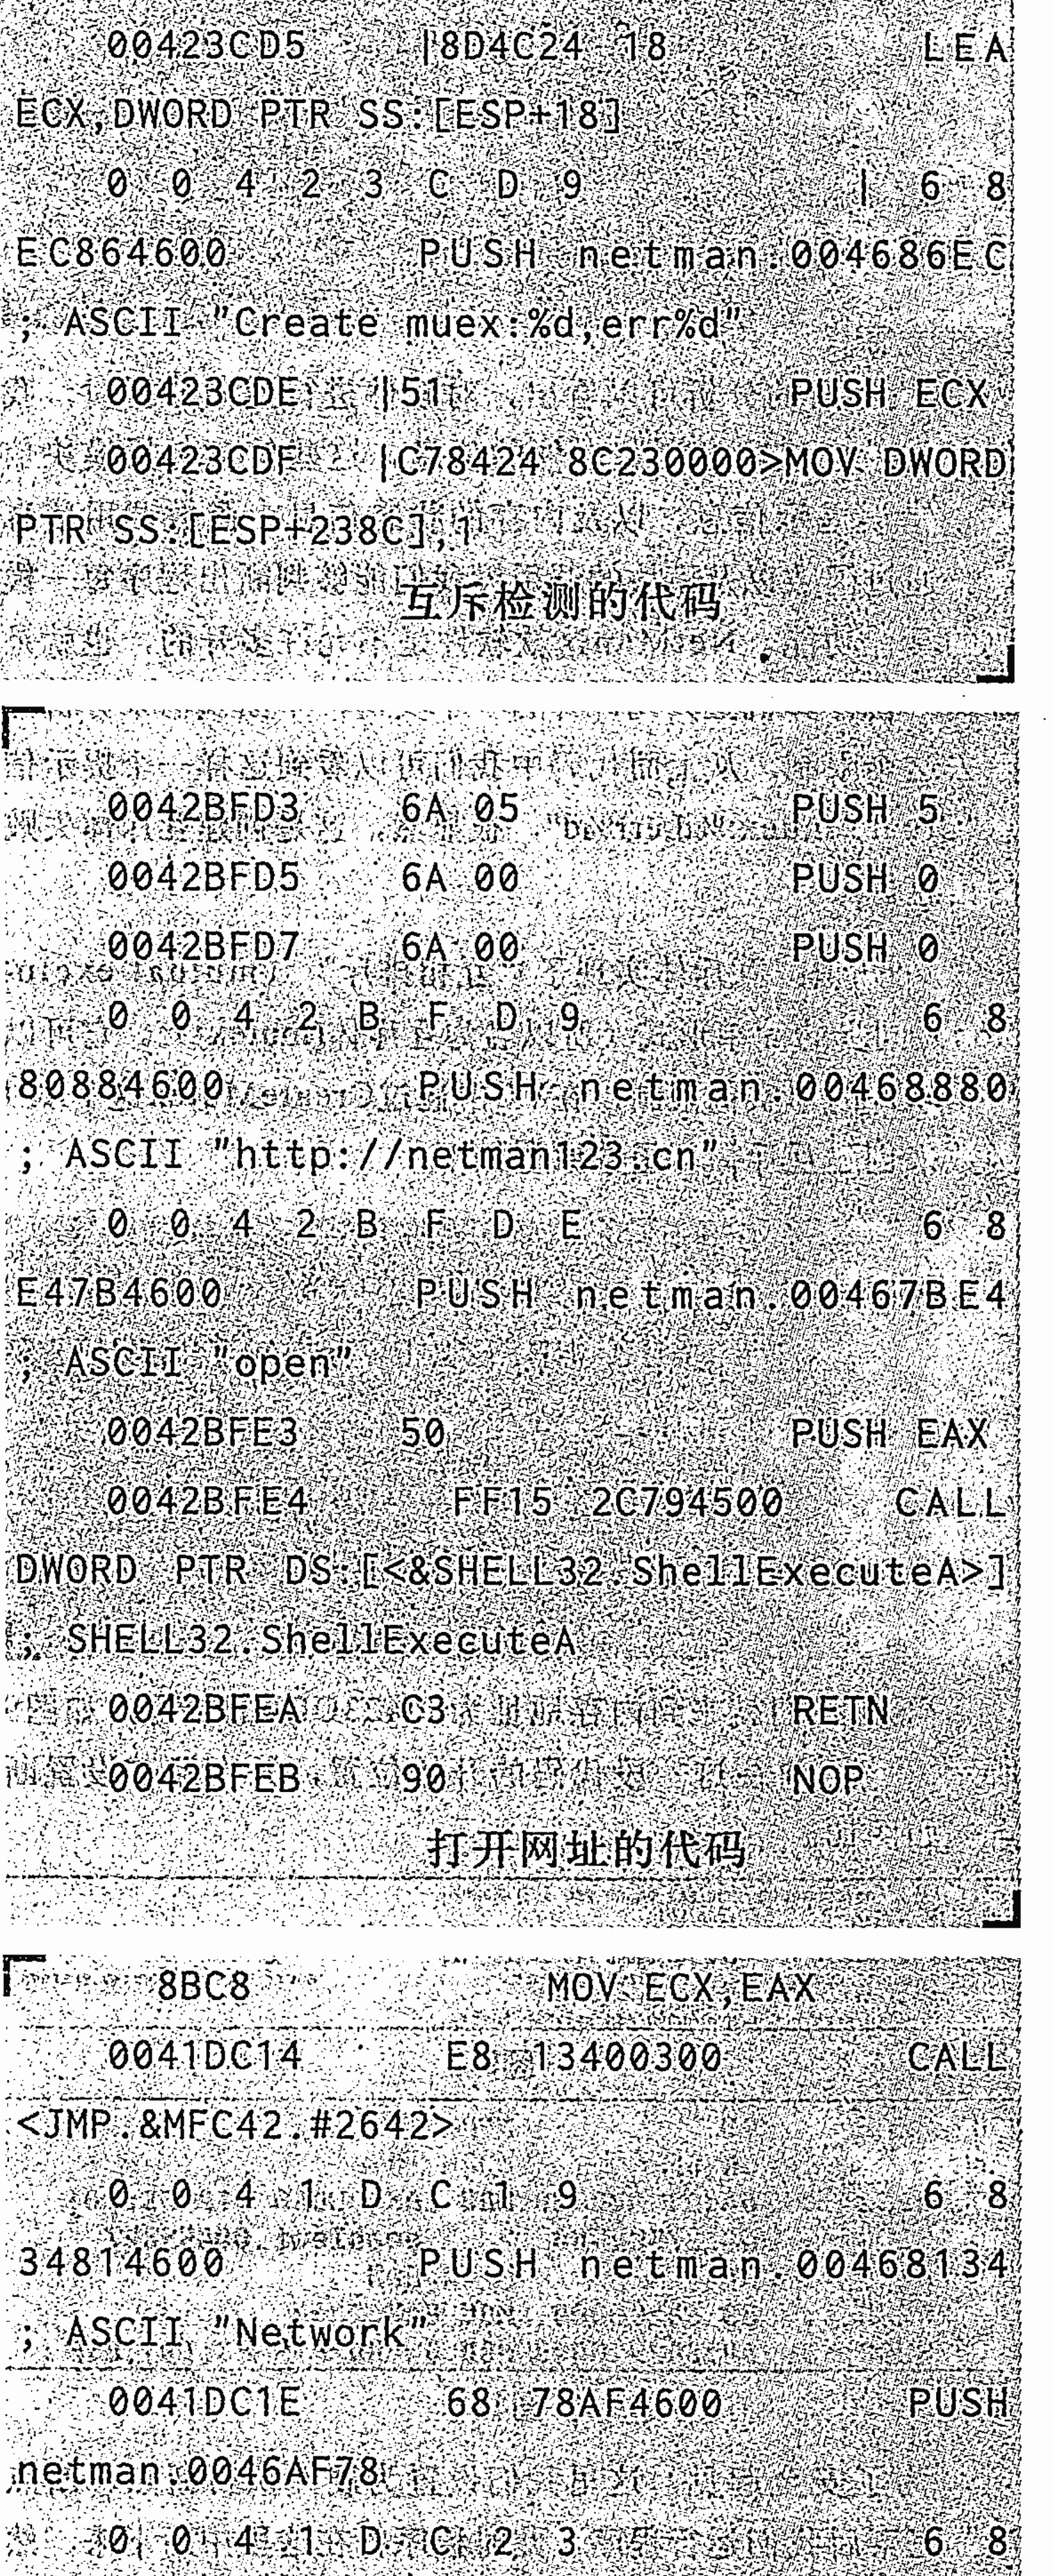 00423CD5 |8D4C24 18 LEA
ECX,DWORD PTR SS:[ESP+18]
0 0 4 2 3 C D 9 | 6 8
EC864600 PUSH netman.004686EC
; ASCII "Create muex:%d,err%d"
00423CDE |51 PUSH ECX
00423CDF |C78424 8C230000>MOV DWORD
PTR SS:[ESP+238C],1
互斥检测的代码
0042BFD3 6A 05 PUSH 5
0042BFD5 6A 00 PUSH 0
0042BFD7 6A 00 PUSH 0
0 0 4 2 B F D 9 6 8
80884600 PUSH netman.00468880
; ASCII "http://netman123.cn"
0 0 4 2 B F D E 6 8
E47B4600 PUSH netman.00467BE4
; ASCII "open"
0042BFE3 50 PUSH EAX
0042BFE4 FF15 2C794500 CALL
DWORD PTR DS:[<&SHELL32.ShellExecuteA>]
; SHELL32.ShellExecuteA
0042BFEA C3 RETN
0042BFEB 90 NOP
打开网址的代码
8BC8 MOV ECX,EAX
0041DC14 E8 13400300 CALL
<JMP.&MFC42.#2642>
0 0 4 1 D C 1 9 6 8
34814600 PUSH netman.00468134
; ASCII "Network"
0041DC1E 68 78AF4600 PUSH
netman.0046AF78
0 0 4 1 D C 2 3 6 8